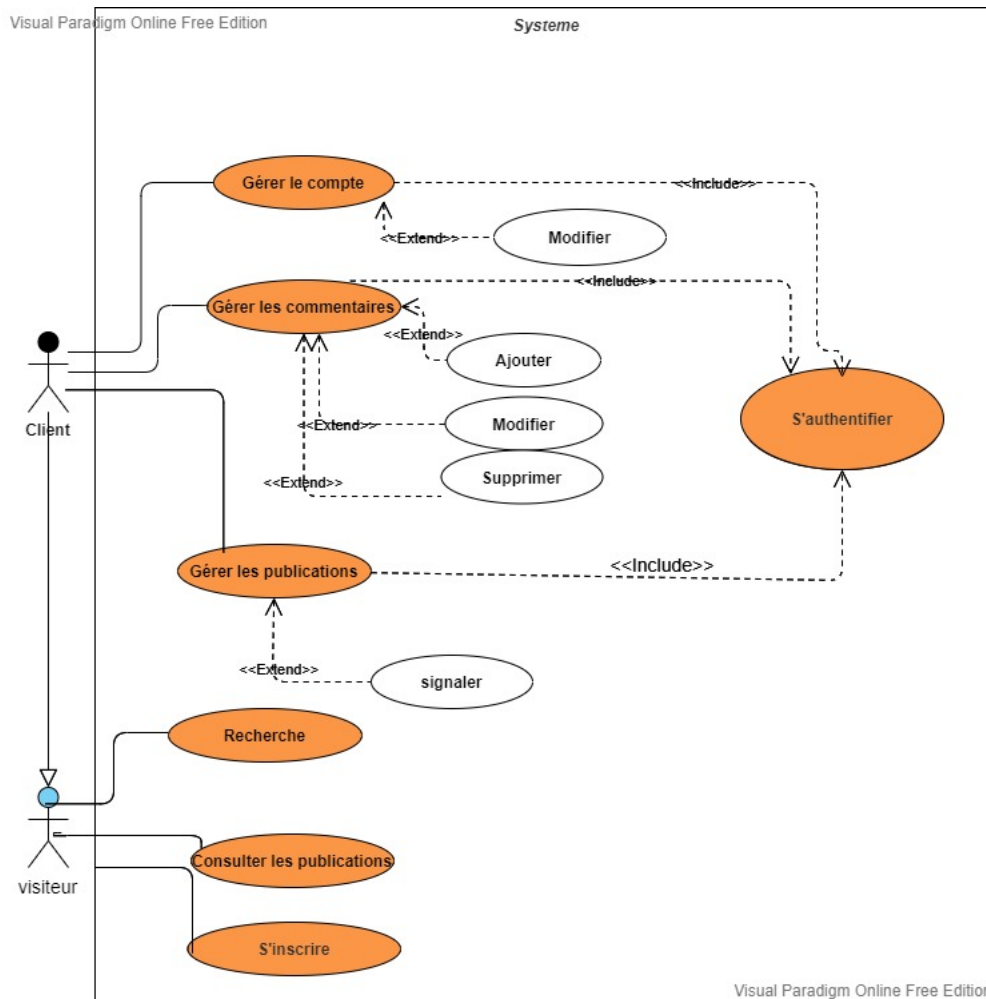 Visual Paradigm Online Free Edition
Systeme
Gérer le compte
<<Include>>
<<Extend>>
Modifier
Gérer les commentaires
<<Include>>
<<Extend>>
Ajouter
<<Extend>>
Modifier
<<Extend>>
Supprimer
Client
S'authentifier
Gérer les publications
<<Include>>
<<Extend>>
signaler
Recherche
visiteur
Consulter les publications
S'inscrire
Visual Paradigm Online Free Edition